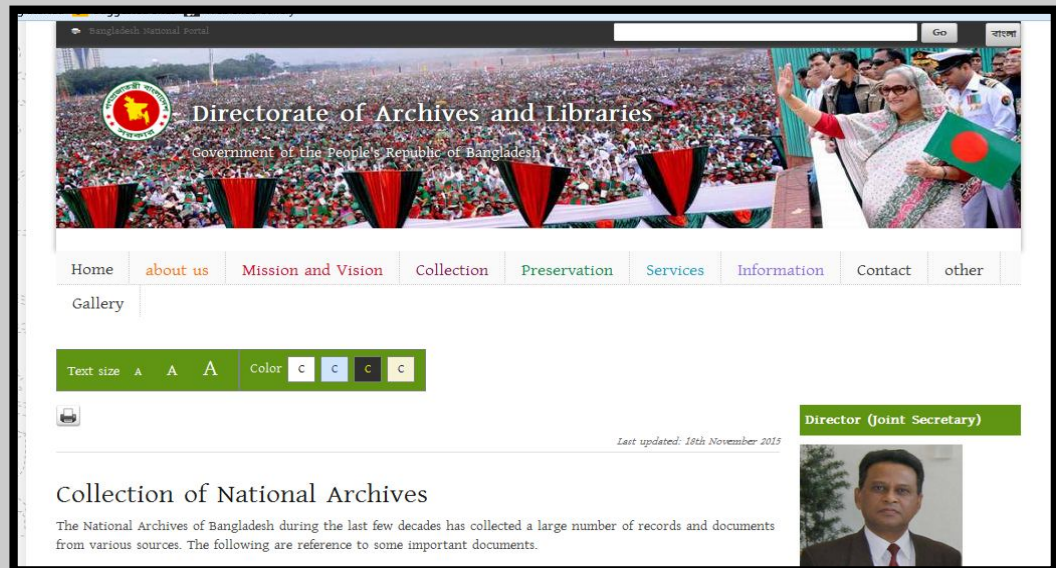 Bangladesh National Portal
Go
বাংলা
Directorate of Archives and Libraries
Government of the People's Republic of Bangladesh
Home about us Mission and Vision Collection Preservation Services Information Contact other
Gallery
Text size A A A Color C C C C
Director (Joint Secretary)
Last updated: 18th November 2015
Collection of National Archives
The National Archives of Bangladesh during the last few decades has collected a large number of records and documents
from various sources. The following are reference to some important documents.